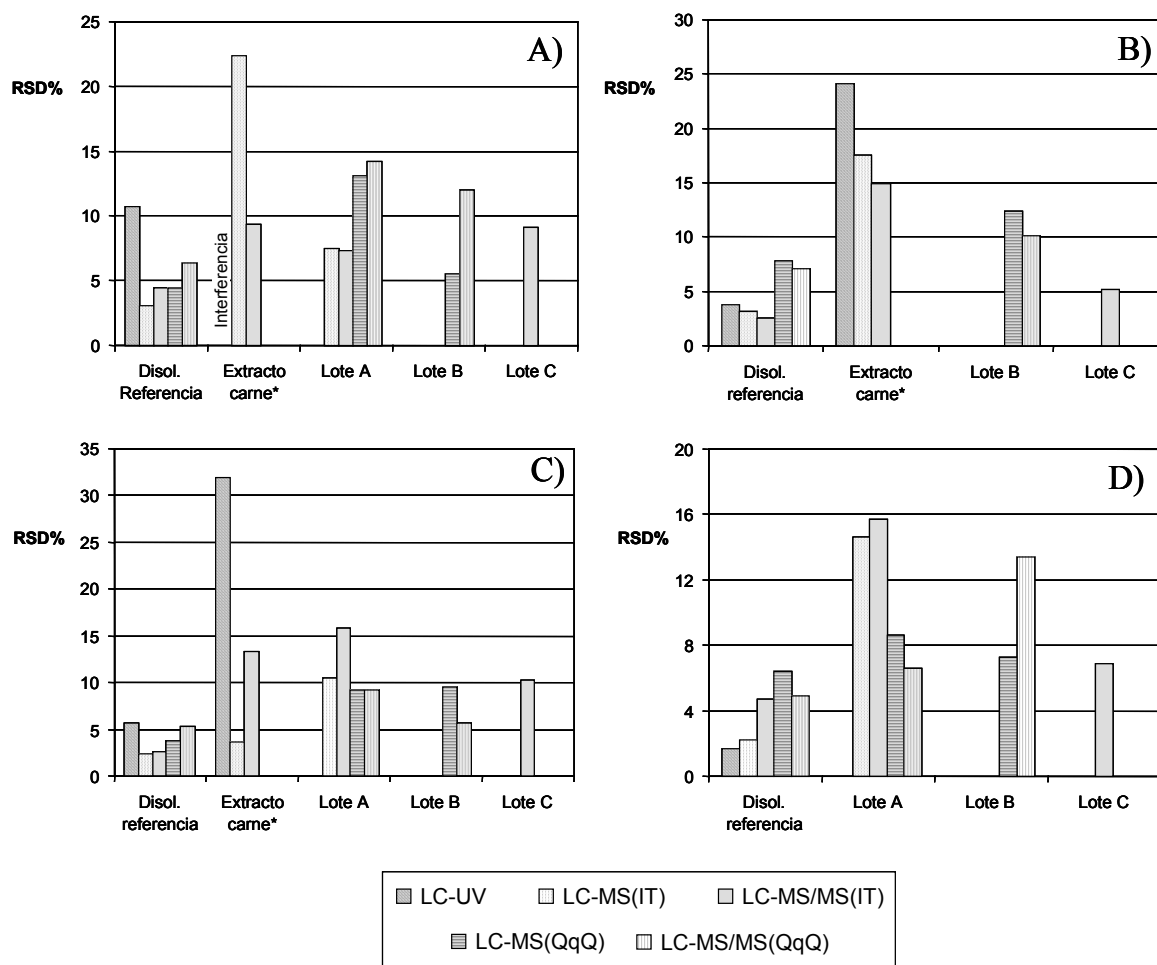 A)
RSD%
25
20
15
10
5
0
Interferencia
Disol. Referencia
Extracto carne*
Lote A
Lote B
Lote C
B)
RSD%
30
25
20
15
10
5
0
Disol. referencia
Extracto carne*
Lote B
Lote C
C)
RSD%
35
30
25
20
15
10
5
0
Disol. referencia
Extracto carne*
Lote A
Lote B
Lote C
D)
RSD%
20
16
12
8
4
0
Disol. referencia
Lote A
Lote B
Lote C
LC-UV LC-MS(IT) LC-MS/MS(IT)
LC-MS(QqQ) LC-MS/MS(QqQ)